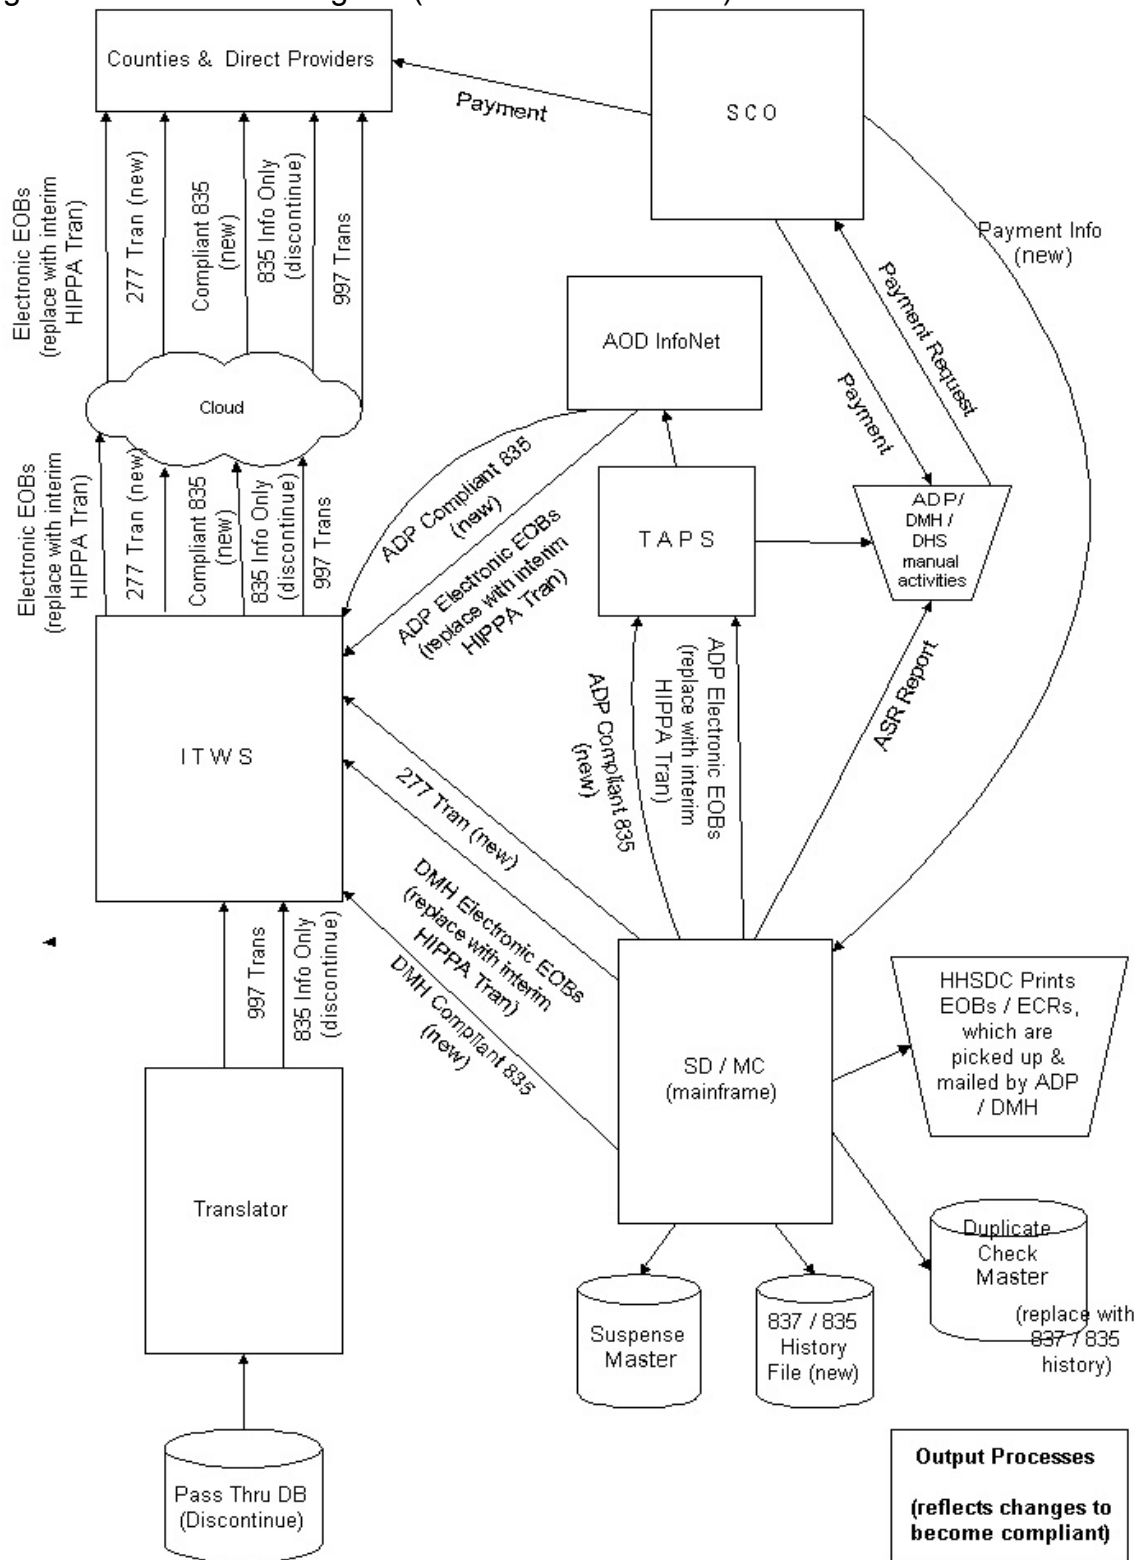 Counties & Direct Providers
SCO
Payment
Electronic EOBs
(replace with interim
HIPPA Tran)
277 Tran (new)
Compliant 835
(new)
835 Info Only
(discontinue)
997 Trans
Payment Info
(new)
Payment Request
Payment
AOD InfoNet
Cloud
Electronic EOBs
(replace with interim
HIPPA Tran)
277 Tran (new)
Compliant 835
(new)
835 Info Only
(discontinue)
997 Trans
ADP Compliant 835
(new)
ADP Electronic EOBs
(replace with interim
HIPPA Tran)
TAPS
ADP/
DMH /
DHS
manual
activities
ITWS
ADP Compliant 835
(new)
ADP Electronic EOBs
(replace with interim
HIPPA Tran)
ASR Report
277 Tran (new)
DMH Electronic EOBs
(replace with interim
HIPPA Tran)
DMH Compliant 835
(new)
997 Trans
835 Info Only
(discontinue)
SD / MC
(mainframe)
HHSDC Prints
EOBs / ECRs,
which are
picked up &
mailed by ADP
/ DMH
Translator
Duplicate
Check
Master
(replace with
837 / 835
history)
Suspense
Master
837 / 835
History
File (new)
Pass Thru DB
(Discontinue)
Output Processes
(reflects changes to
become compliant)